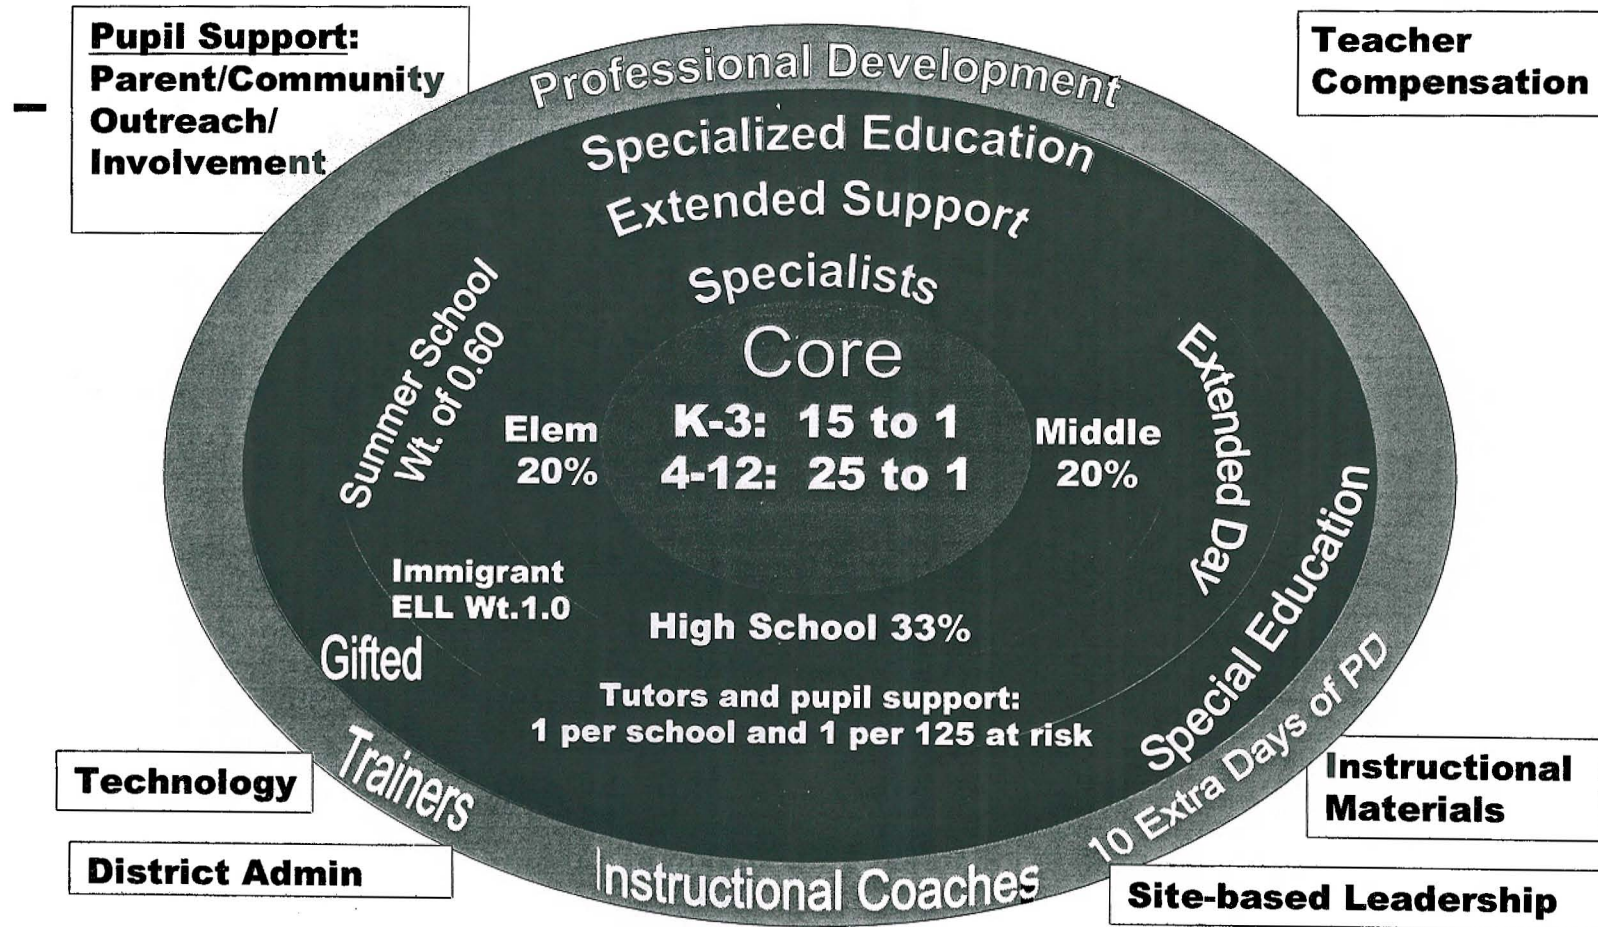 Pupil Support:
Parent/Community
Outreach/
Involvement
Teacher
Compensation
Professional Development
Specialized Education
Extended Support
Specialists
Core
K-3: 15 to 1
4-12: 25 to 1
Elem
20%
Middle
20%
High School 33%
Summer School
Wt. of 0.60
Extended Day
Immigrant
ELL Wt.1.0
Gifted
Special Education
Tutors and pupil support:
1 per school and 1 per 125 at risk
Trainers
Instructional Coaches
10 Extra Days of PD
Technology
District Admin
Instructional
Materials
Site-based Leadership